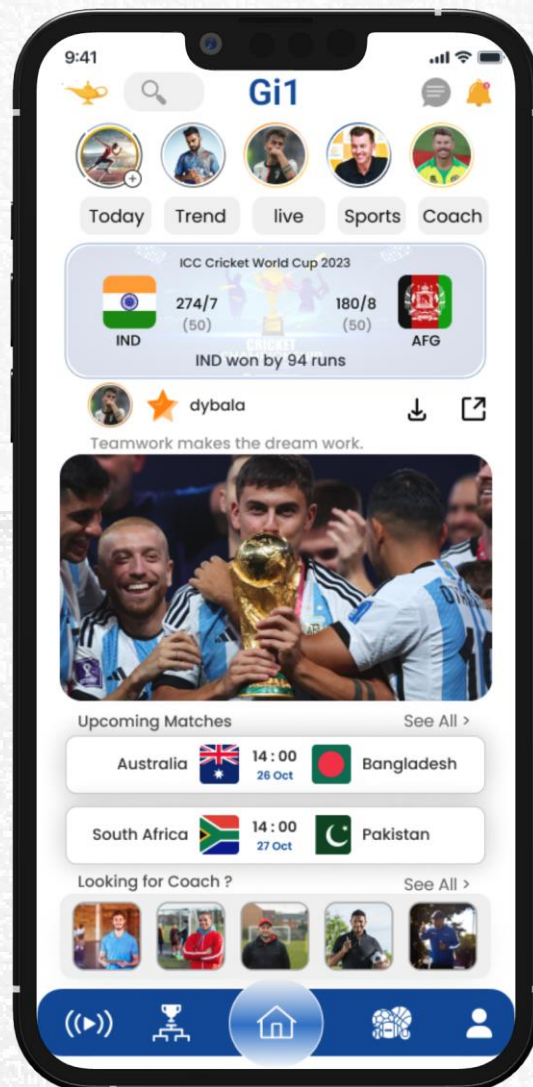 9:41
Gi1
Today Trend live Sports Coach
ICC Cricket World Cup 2023
274/7 180/8
(50) (50)
IND AFG
CRICKET
IND won by 94 runs
dybala
Teamwork makes the dream work.
Upcoming Matches See All >
Australia 14 : 00 Bangladesh
26 Oct
South Africa 14 : 00 Pakistan
27 Oct
Looking for Coach ? See All >